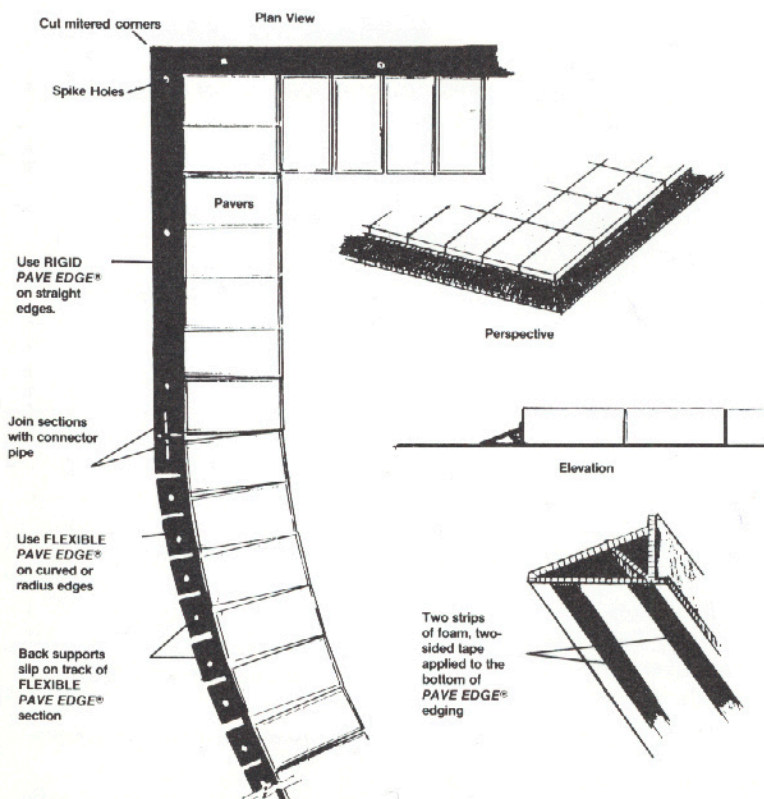 Plan View
Cut mitered corners
Spike Holes
Pavers
Use RIGID
PAVE EDGE®
on straight
edges.
Perspective
Join sections
with connector
pipe
Elevation
Use FLEXIBLE
PAVE EDGE®
on curved or
radius edges
Two strips
of foam, two-
sided tape
applied to the
bottom of
PAVE EDGE®
edging
Back supports
slip on track of
FLEXIBLE
PAVE EDGE®
section